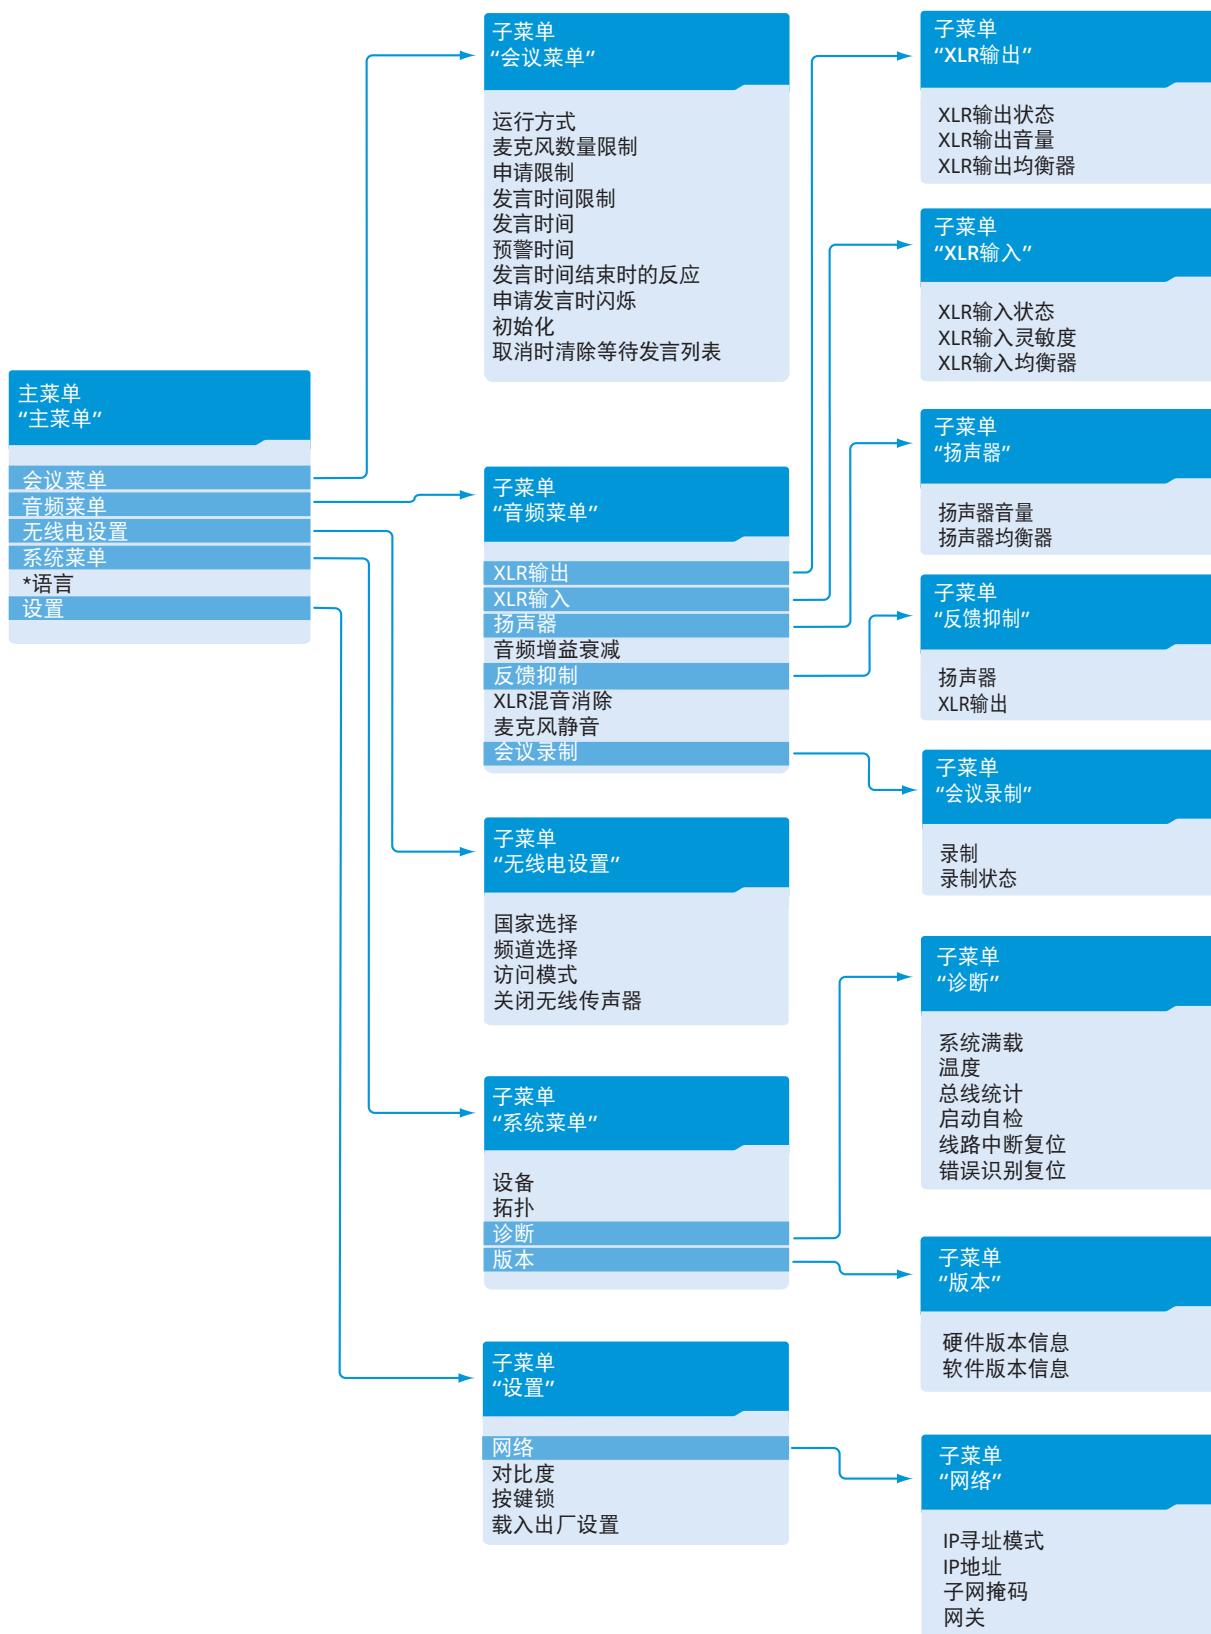 主菜单
“主菜单”
会议菜单
音频菜单
无线电设置
系统菜单
*语言
设置
子菜单
“会议菜单”
运行方式
麦克风数量限制
申请限制
发言时间限制
发言时间
预警时间
发言时间结束时的反应
申请发言时闪烁
初始化
取消时清除等待发言列表
子菜单
“音频菜单”
XLR输出
XLR输入
扬声器
音频增益衰减
反馈抑制
XLR混音消除
麦克风静音
会议录制
子菜单
“无线电设置”
国家选择
频道选择
访问模式
关闭无线传声器
子菜单
“系统菜单”
设备
拓扑
诊断
版本
子菜单
“设置”
网络
对比度
按键锁
载入出厂设置
子菜单
“XLR输出”
XLR输出状态
XLR输出音量
XLR输出均衡器
子菜单
“XLR输入”
XLR输入状态
XLR输入灵敏度
XLR输入均衡器
子菜单
“扬声器”
扬声器音量
扬声器均衡器
子菜单
“反馈抑制”
扬声器
XLR输出
子菜单
“会议录制”
录制
录制状态
子菜单
“诊断”
系统满载
温度
总线统计
启动自检
线路中断复位
错误识别复位
子菜单
“版本”
硬件版本信息
软件版本信息
子菜单
“网络”
IP寻址模式
IP地址
子网掩码
网关